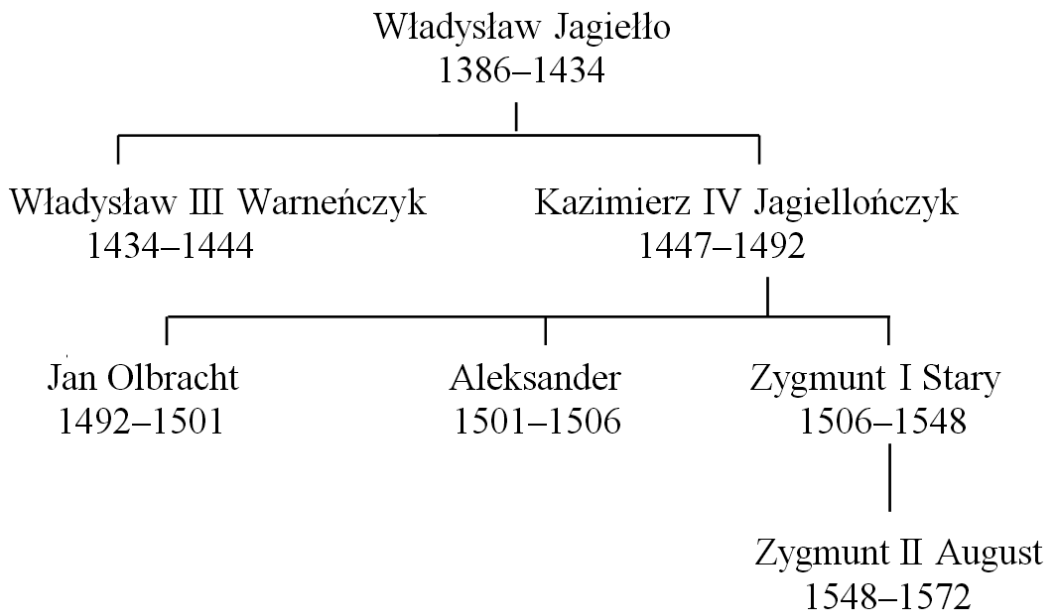 Władysław Jagiełło
1386–1434
Władysław III Warneńczyk
1434–1444
Kazimierz IV Jagiellończyk
1447–1492
Jan Olbracht
1492–1501
Aleksander
1501–1506
Zygmunt I Stary
1506–1548
Zygmunt II August
1548–1572